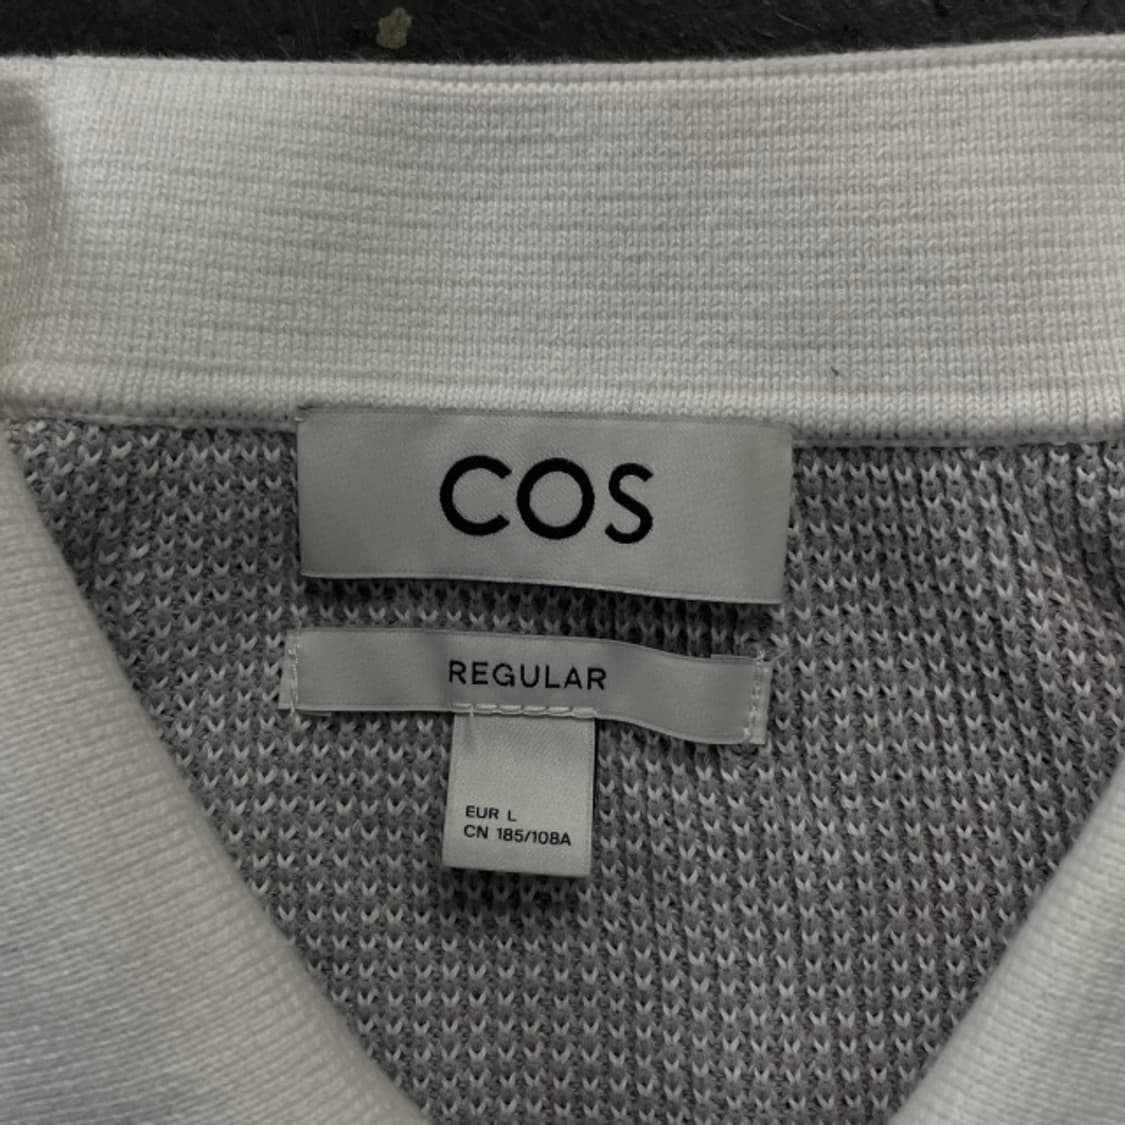 COS
REGULAR
EUR L
CN 185/108A